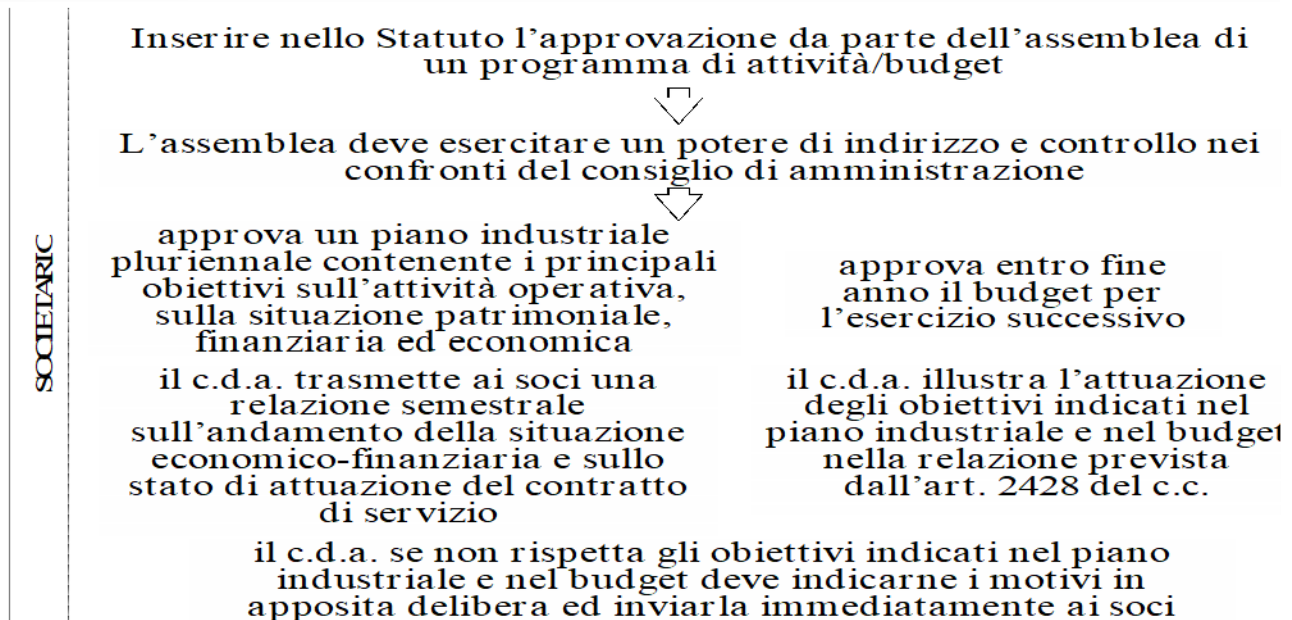 Inserire nello Statuto l'approvazione da parte dell'assemblea di
un programma di attività/budget
L'assemblea deve esercitare un potere di indirizzo e controllo nei
confronti del consiglio di amministrazione
SOCIETARIC
approva un piano industriale
pluriennale contenente i principali
obiettivi sull'attività operativa,
sulla situazione patrimoniale,
finanziaria ed economica
approva entro fine
anno il budget per
l'esercizio successivo
il c.d.a. trasmette ai soci una
relazione semestrale
sull'andamento della situazione
economico-finanziaria e sullo
stato di attuazione del contratto
di servizio
il c.d.a. illustra l'attuazione
degli obiettivi indicati nel
piano industriale e nel budget
nella relazione prevista
dall'art. 2428 del c.c.
il c.d.a. se non rispetta gli obiettivi indicati nel piano
industriale e nel budget deve indicarne i motivi in
apposita delibera ed inviarla immediatamente ai soci